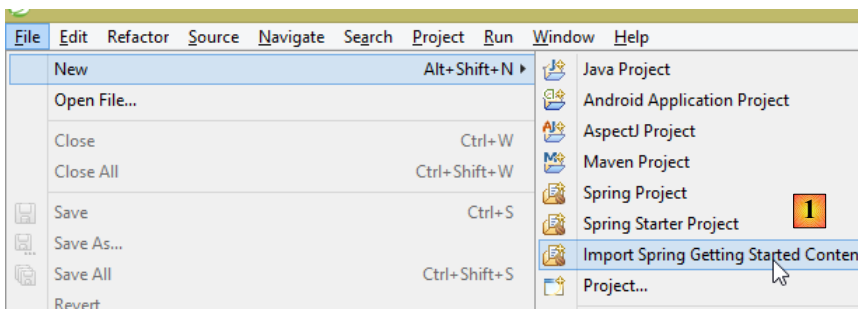 File Edit Refactor Source Navigate Search Project Run Window Help
New Alt+Shift+N
Open File...
Close Ctrl+W
Close All Ctrl+Shift+W
Save Ctrl+S
Save As...
Save All Ctrl+Shift+S
Revert
Java Project
Android Application Project
AspectJ Project
Maven Project
Spring Project
Spring Starter Project
1
Import Spring Getting Started Conten
Project...